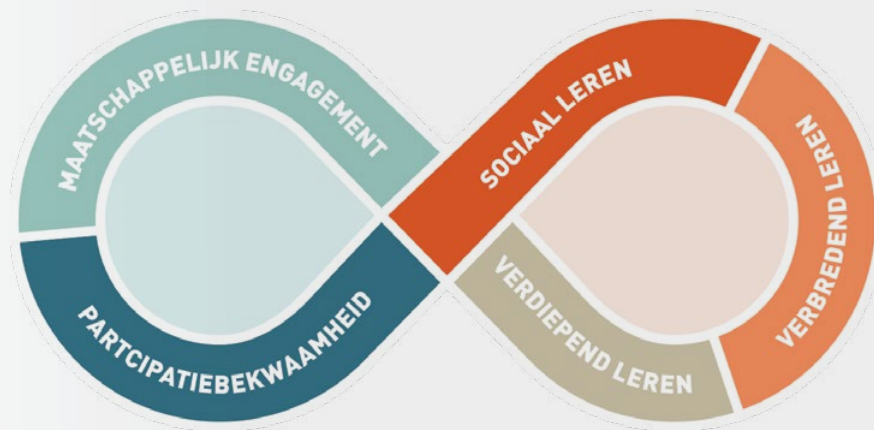 MAATSCHAPPELIJK ENGAGEMENT
SOCIAAL LEREN
VERBREDEND LEREN
VERDIEPEND LEREN
PARTCIPATIEBEKWAAMHEID